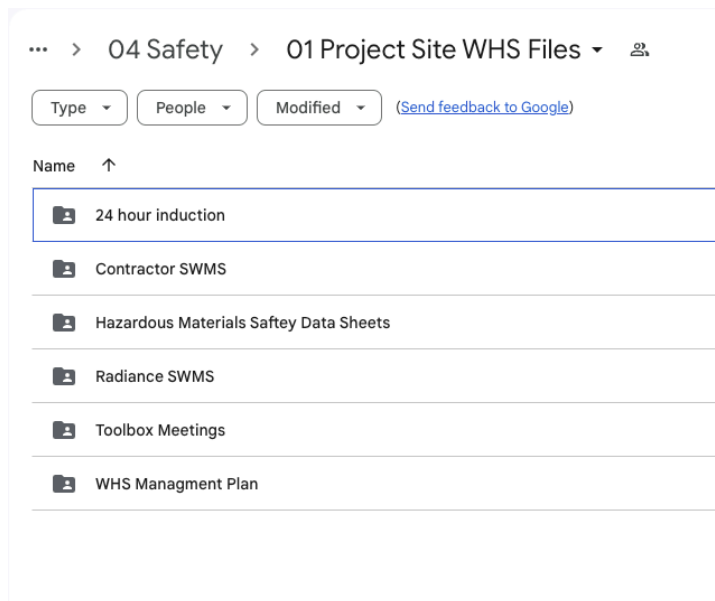 ... > 04 Safety > 01 Project Site WHS Files
Type People Modified (Send feedback to Google)
Name ↑
24 hour induction
Contractor SWMS
Hazardous Materials Saftey Data Sheets
Radiance SWMS
Toolbox Meetings
WHS Managment Plan